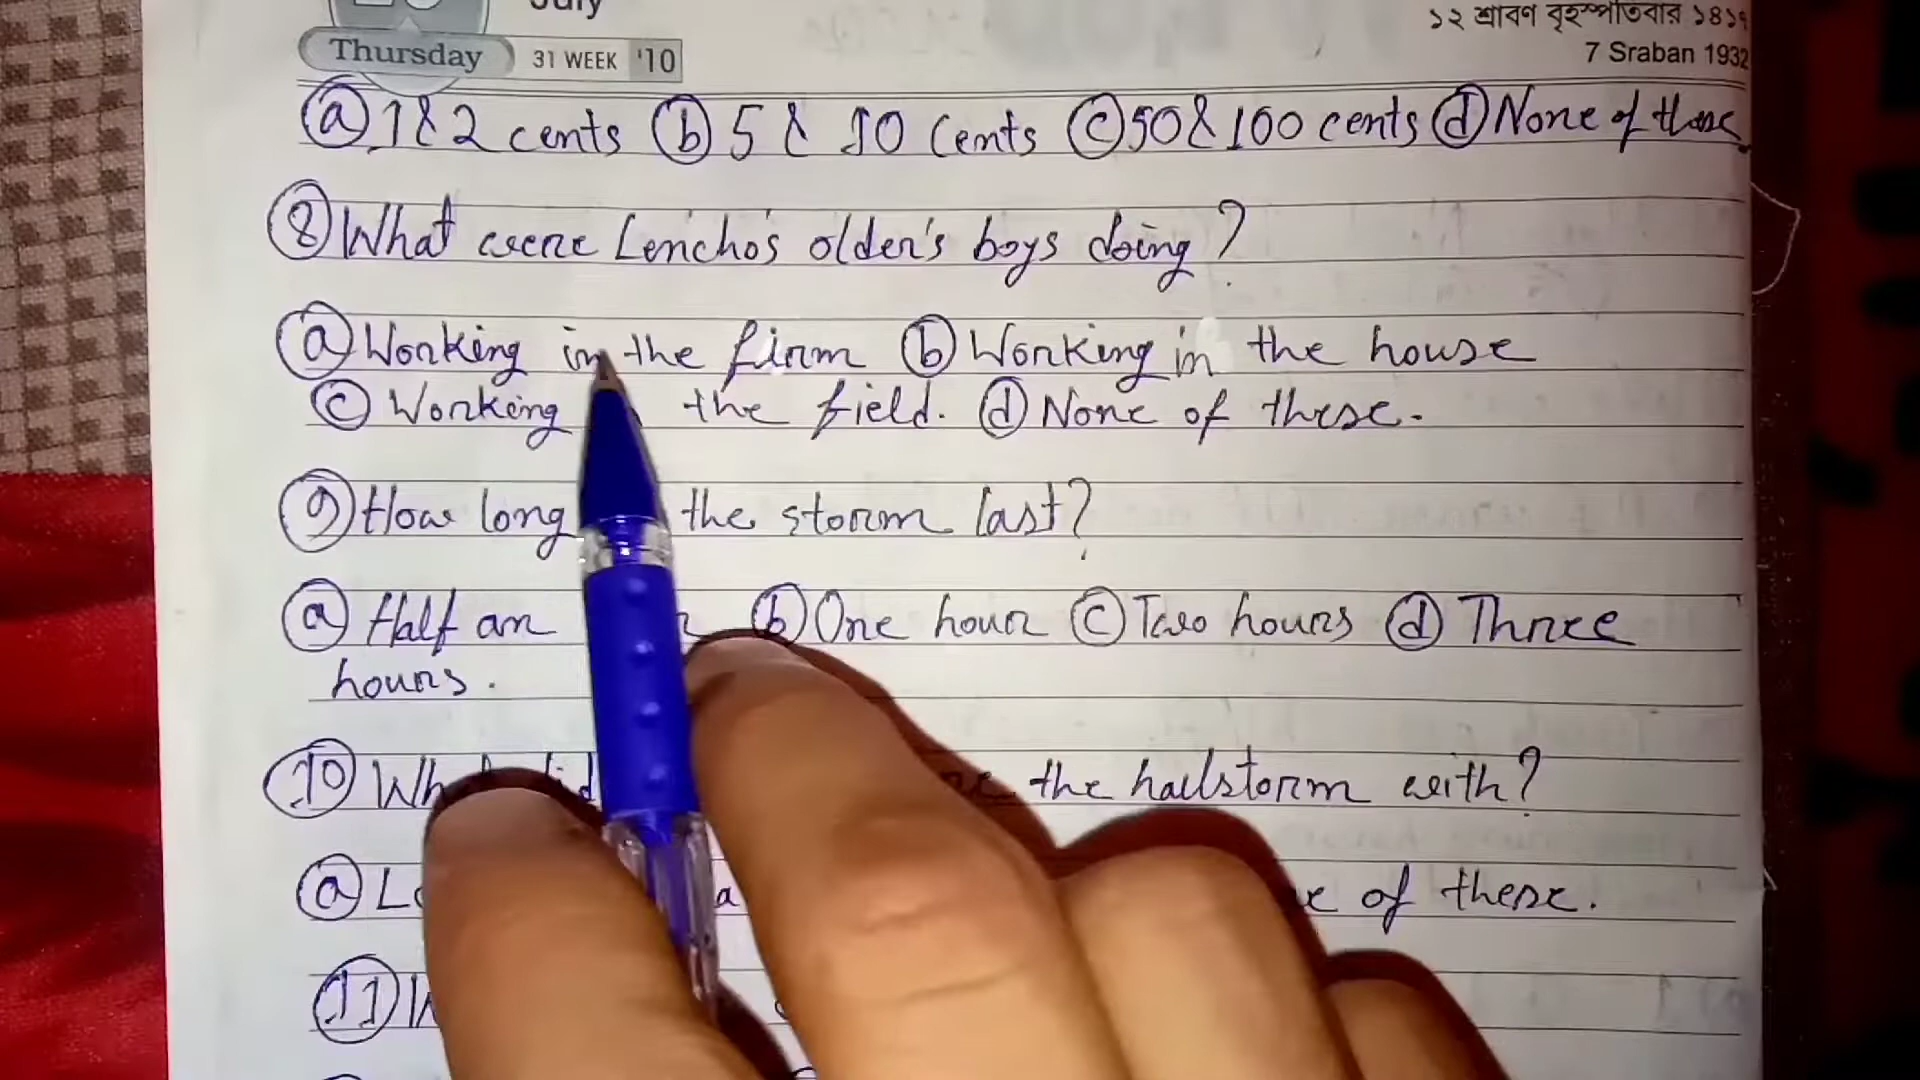 July
Thursday 31 WEEK '10
১২ শ্রাবণ বৃহস্পতিবার ১৪১৭
7 Sraban 1932
ⓐ 1 & 2 cents ⓑ 5 & 10 Cents ⓒ 50 & 100 cents ⓓ None of these
⑧ What were Lencho's older's boys doing?
ⓐ Working in the firm ⓑ Working in the house
ⓒ Working the field. ⓓ None of these.
⑨ How long the storm last?
ⓐ Half an ⓑ One hour ⓒ Two hours ⓓ Three
hours.
⑩ the hailstorm with?
ⓐ of these.
⑪